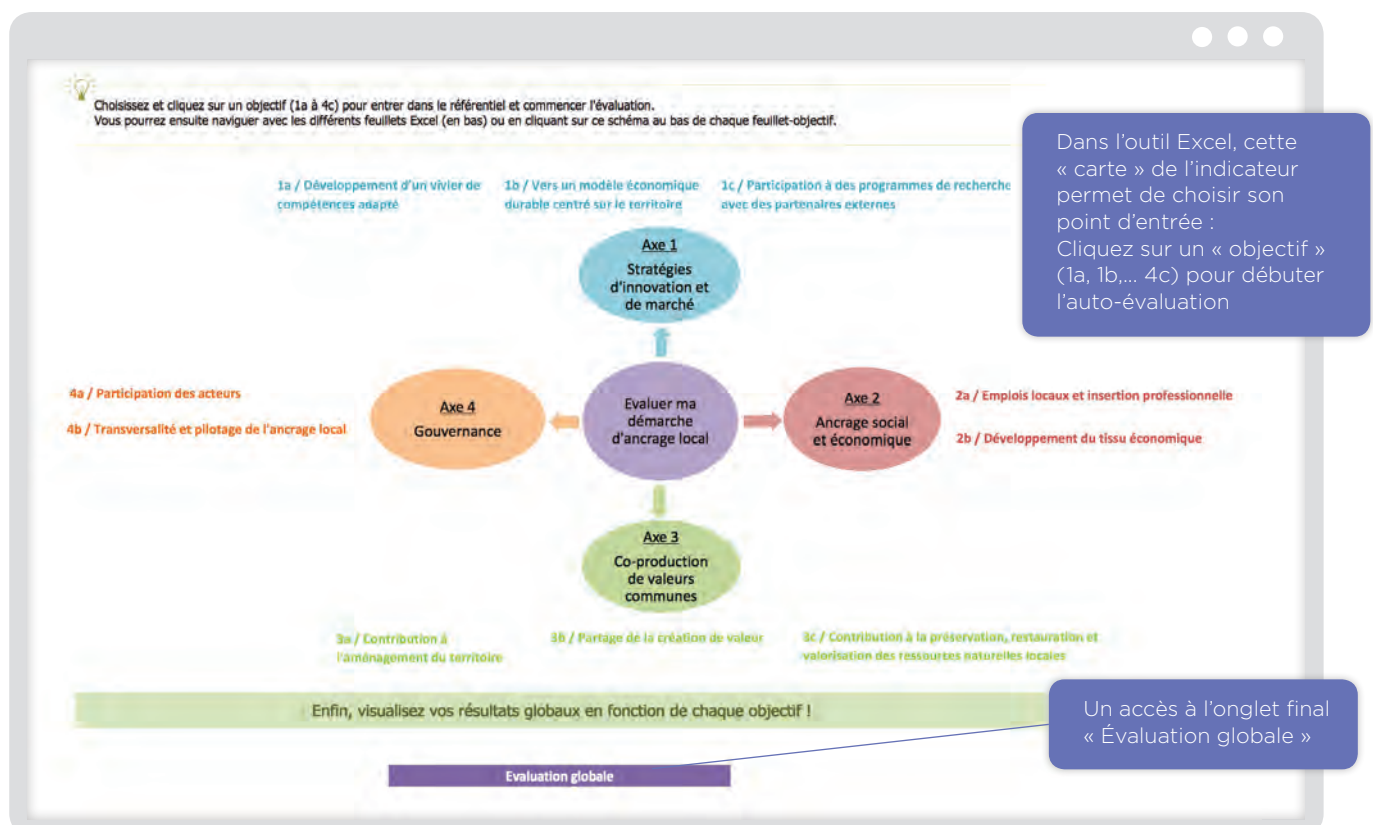 Choisissez et cliquez sur un objectif (1a à 4c) pour entrer dans le référentiel et commencer l'évaluation.
Vous pourrez ensuite naviguer avec les différents feuillets Excel (en bas) ou en cliquant sur ce schéma au bas de chaque feuillet-objectif.
Dans l'outil Excel, cette
« carte » de l'indicateur
permet de choisir son
point d'entrée :
Cliquez sur un « objectif »
(1a, 1b,... 4c) pour débuter
l'auto-évaluation
1a / Développement d'un vivier de
compétences adapté
1b / Vers un modèle économique
durable centré sur le territoire
1c / Participation à des programmes de recherche
avec des partenaires externes
Axe 1
Stratégies
d'innovation et
de marché
4a / Participation des acteurs
4b / Transversalité et pilotage de l'ancrage local
Axe 4
Gouvernance
Evaluer ma
démarche
d'ancrage local
Axe 2
Ancrage social
et économique
2a / Emplois locaux et insertion professionnelle
2b / Développement du tissu économique
Axe 3
Co-production
de valeurs
communes
3a / Contribution à
l'aménagement du territoire
3b / Partage de la création de valeur
3c / Contribution à la préservation, restauration et
valorisation des ressources naturelles locales
Enfin, visualisez vos résultats globaux en fonction de chaque objectif !
Un accès à l'onglet final
« Évaluation globale »
Evaluation globale